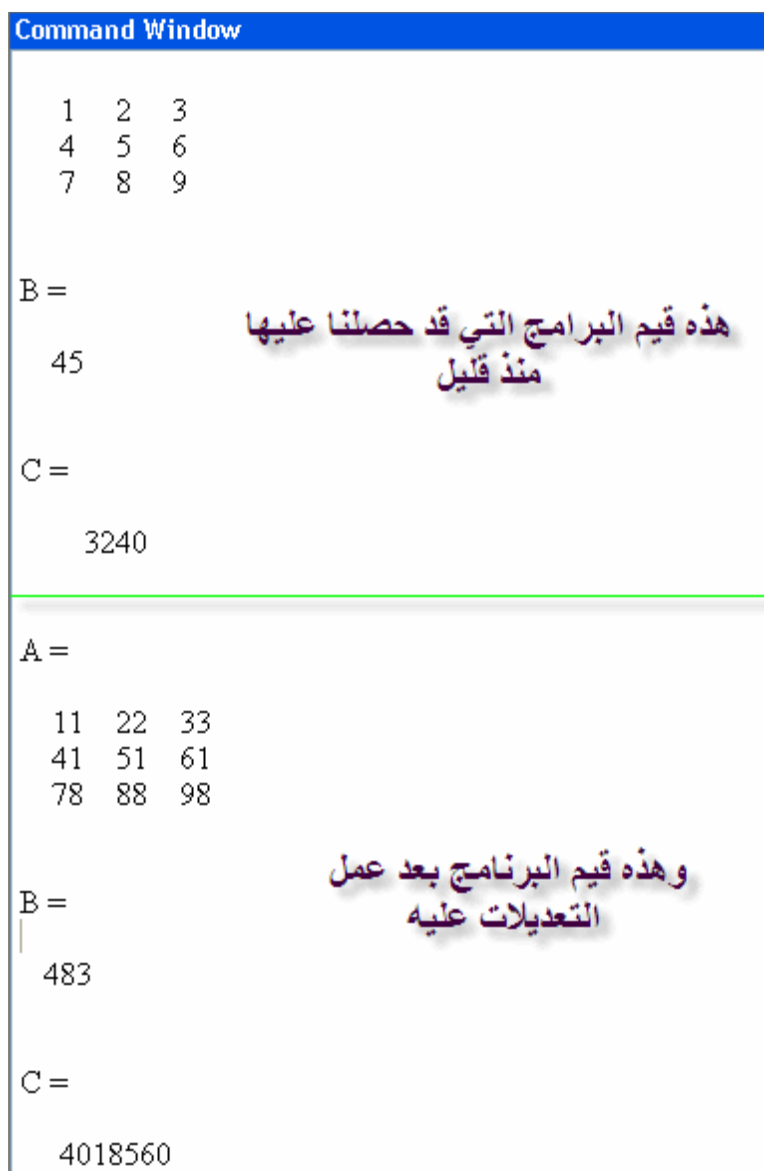 Command Window
1 2 3
4 5 6
7 8 9
B =
هذه قيم البرامج التي قد حصلنا عليها
منذ قليل
45
C =
3240
A =
11 22 33
41 51 61
78 88 98
وهذه قيم البرنامج بعد عمل
التعديلات عليه
B =
483
C =
4018560